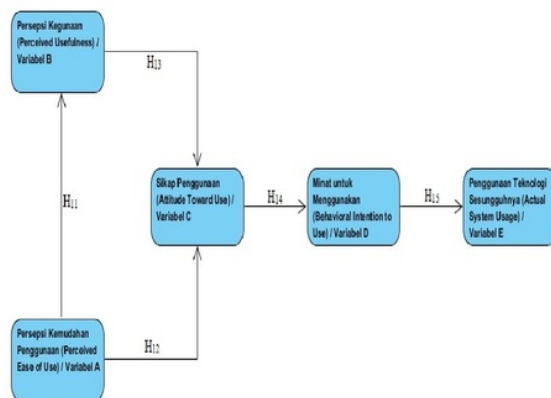 Persepsi Kegunaan
(Perceived Usefulness) /
Variabel B
H13
H11
Sikap Penggunaan
(Attitude Toward Use) /
Variabel C
H14
Minat untuk
Menggunakan
(Behavioral Intention to
Use) / Variabel D
H15
Penggunaan Teknologi
Sesungguhnya (Actual
System Usage) /
Variabel E
Persepsi Kemudahan
Penggunaan (Perceived
Ease of Use) / Variabel A
H12